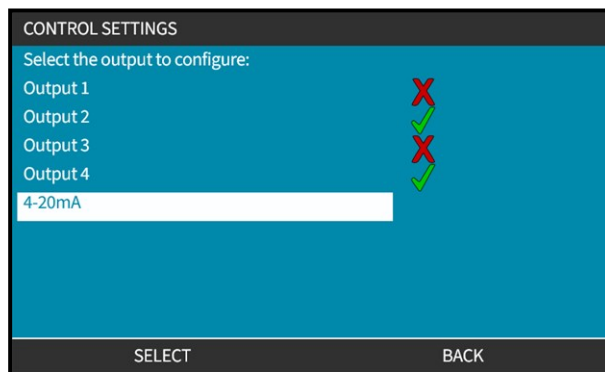 CONTROL SETTINGS
Select the output to configure:
Output 1
Output 2
Output 3
Output 4
4-20mA
SELECT BACK